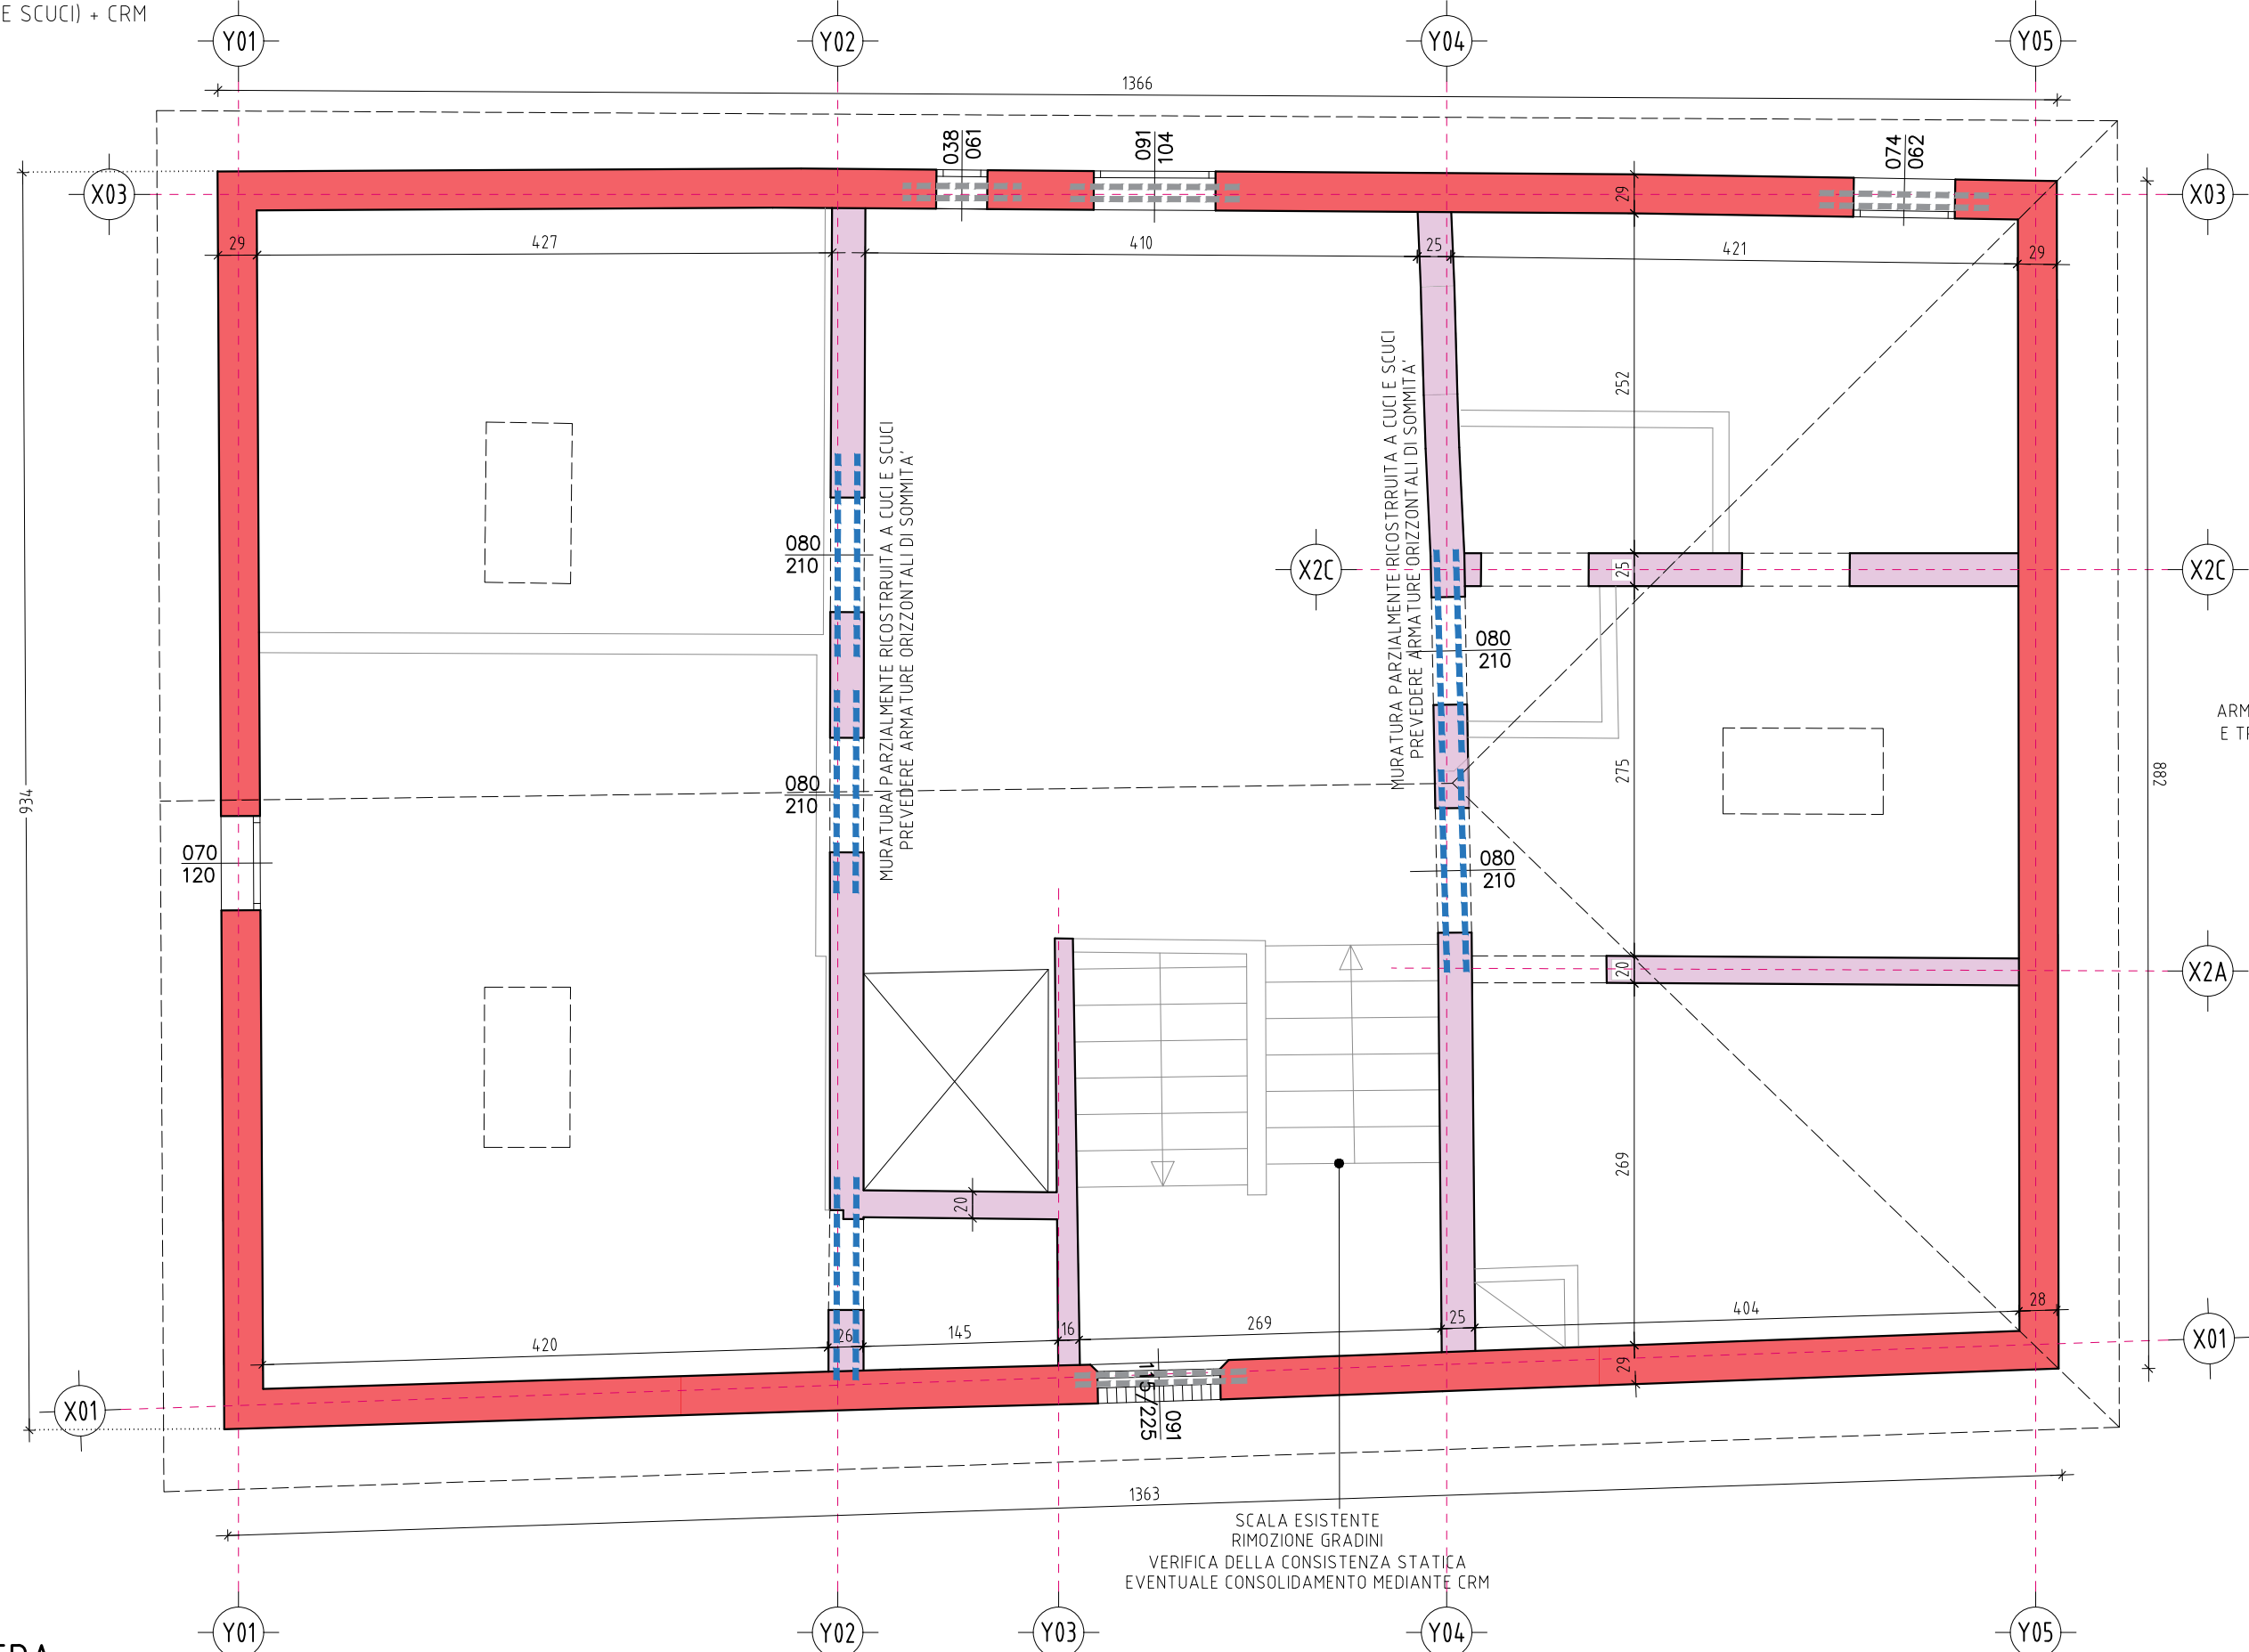 E SCUCI) + CRM
Y01
Y02
Y04
Y05
1366
038
061
091
104
074
062
X03
X03
29
29
427
410
25
421
29
252
MURATURA PARZIALMENTE RICOSTRRUITA A CUCI E SCUCI
PREVEDERE ARMATURE ORIZZONTALI DI SOMMITA'
MURATURA PARZIALMENTE RICOSTRRUITA A CUCI E SCUCI
PREVEDERE ARMATURE ORIZZONTALI DI SOMMITA'
080
210
X2C
25
X2C
080
210
ARM
275
882
934
080
210
070
120
080
210
20
X2A
269
20
420
26
145
16
269
25
404
28
29
X01
X01
115/225
091
1363
SCALA ESISTENTE
RIMOZIONE GRADINI
VERIFICA DELLA CONSISTENZA STATICA
EVENTUALE CONSOLIDAMENTO MEDIANTE CRM
Y01
Y02
Y03
Y04
Y05